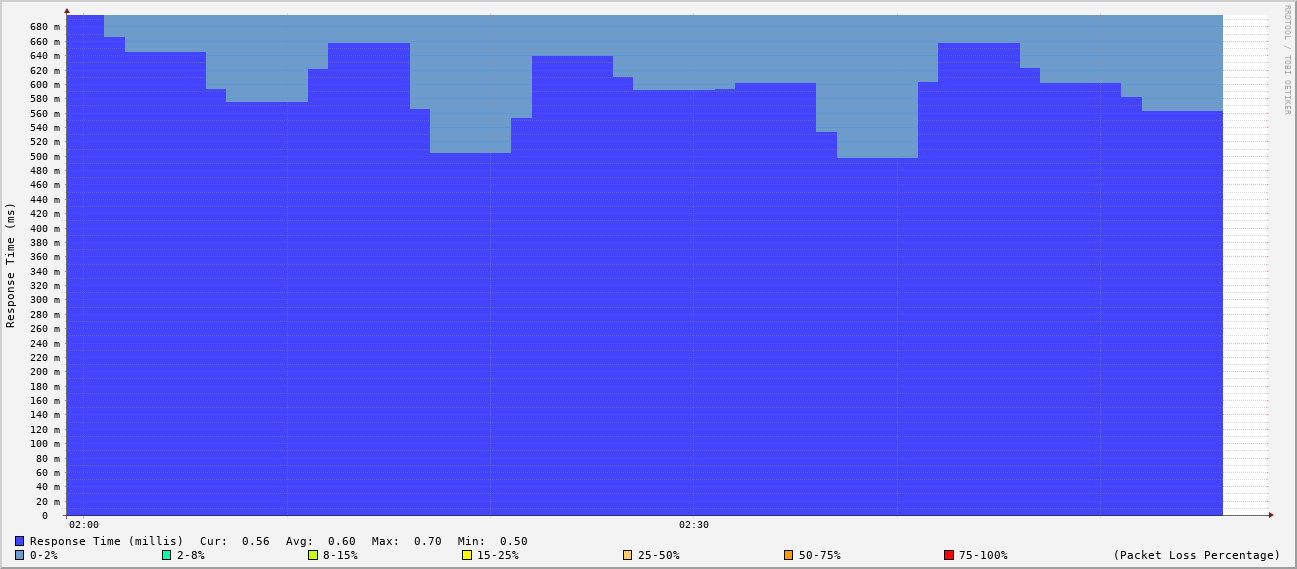 RRDTOOL / TOBI OETIKER
Response Time (ms)
680 m
660 m
640 m
620 m
600 m
580 m
560 m
540 m
520 m
500 m
480 m
460 m
440 m
420 m
400 m
380 m
360 m
340 m
320 m
300 m
280 m
260 m
240 m
220 m
200 m
180 m
160 m
140 m
120 m
100 m
80 m
60 m
40 m
20 m
0
02:00 02:30
Response Time (millis) Cur: 0.56 Avg: 0.60 Max: 0.70 Min: 0.50
0-2% 2-8% 8-15% 15-25% 25-50% 50-75% 75-100% (Packet Loss Percentage)